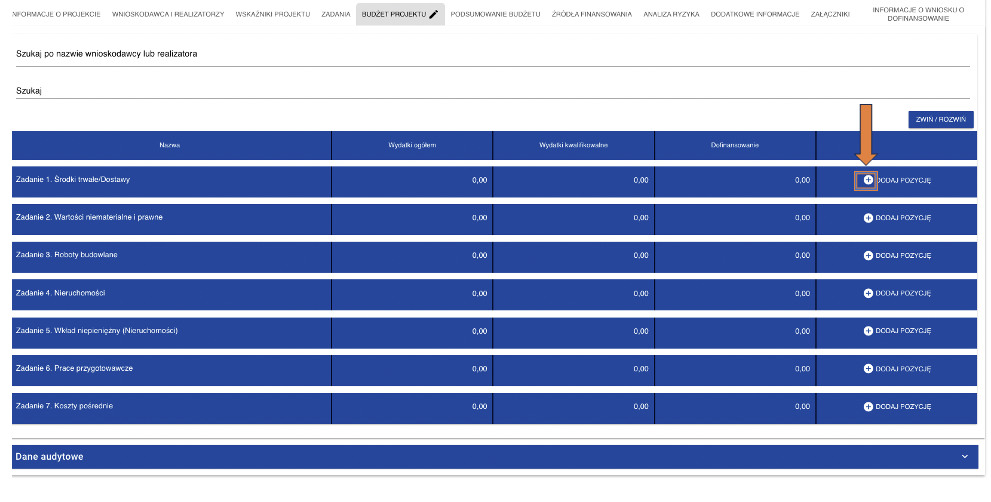 NFORMACJE O PROJEKCIE WNIOSKODAWCA I REALIZATORZY WSKAŹNIKI PROJEKTU ZADANIA BUDŻET PROJEKTU PODSUMOWANIE BUDŻETU ŹRÓDŁA FINANSOWANIA ANALIZA RYZYKA DODATKOWE INFORMACJE ZAŁĄCZNIKI INFORMACJE O WNIOSKU O
DOFINANSOWANIE
Szukaj po nazwie wnioskodawcy lub realizatora
Szukaj
ZWIŃ / ROZWIŃ
Nazwa Wydatki ogółem Wydatki kwalifikowalne Dofinansowanie
Zadanie 1. Środki trwałe/Dostawy 0,00 0,00 0,00 DODAJ POZYCJĘ
Zadanie 2. Wartości niematerialne i prawne 0,00 0,00 0,00 DODAJ POZYCJĘ
Zadanie 3. Roboty budowlane 0,00 0,00 0,00 DODAJ POZYCJĘ
Zadanie 4. Nieruchomości 0,00 0,00 0,00 DODAJ POZYCJĘ
Zadanie 5. Wkład niepieniężny (Nieruchomości) 0,00 0,00 0,00 DODAJ POZYCJĘ
Zadanie 6. Prace przygotowawcze 0,00 0,00 0,00 DODAJ POZYCJĘ
Zadanie 7. Koszty pośrednie 0,00 0,00 0,00 DODAJ POZYCJĘ
Dane audytowe